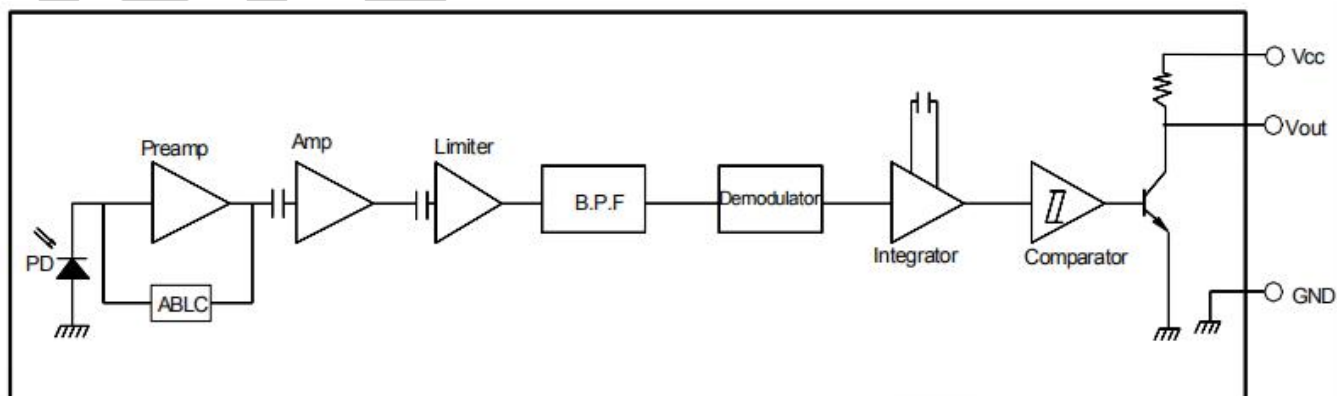 Vcc
Vout
Preamp
Amp
Limiter
B.P.F
Demodulator
Integrator
Comparator
PD
ABLC
GND